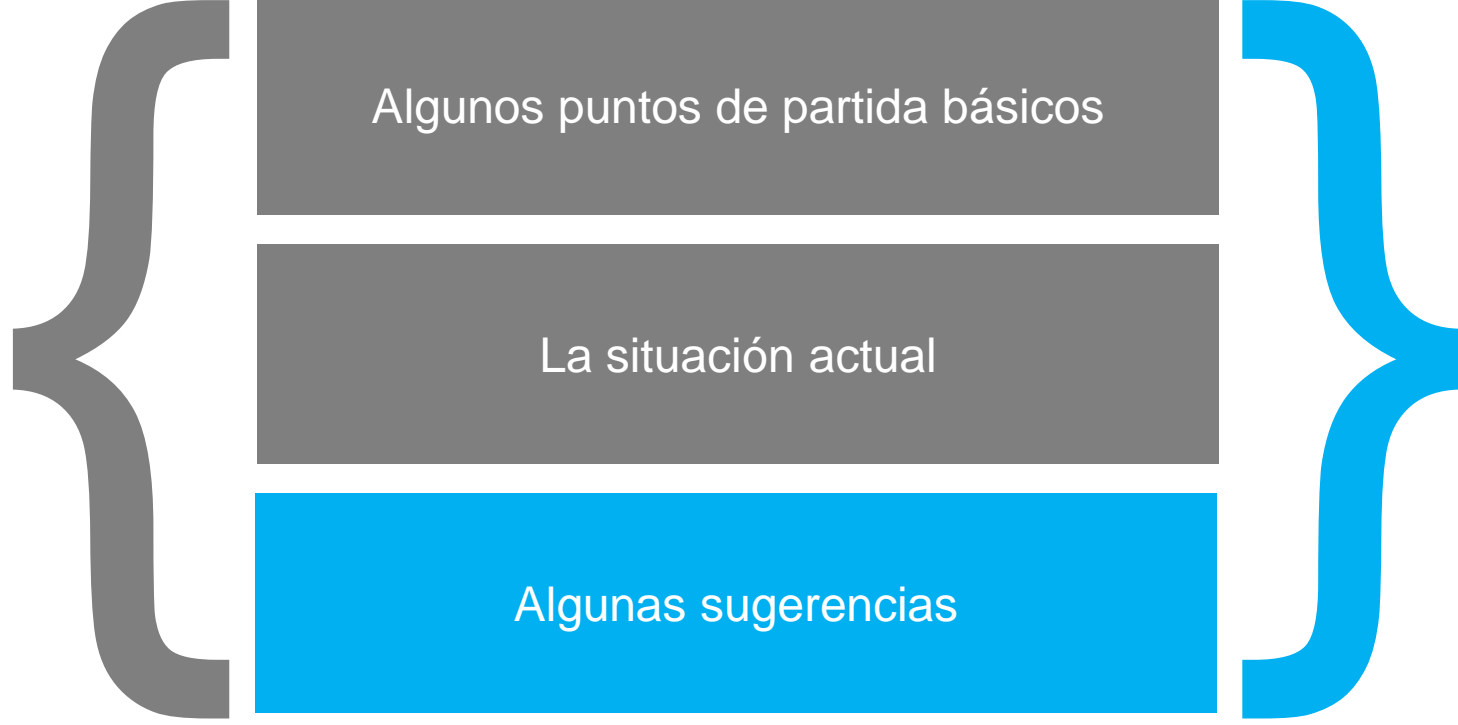 Algunos puntos de partida básicos
La situación actual
Algunas sugerencias